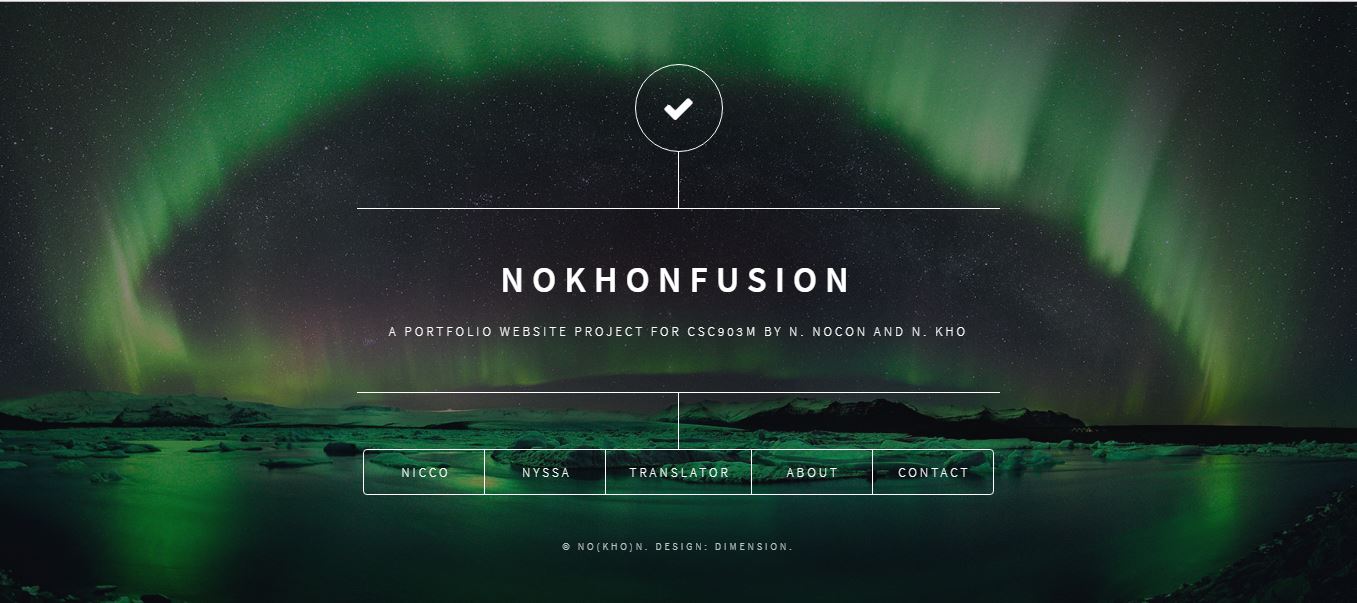 NOKHONFUSION
A PORTFOLIO WEBSITE PROJECT FOR CSC903M BY N. NOCON AND N. KHO
NICCO NYSSA TRANSLATOR ABOUT CONTACT
© NO(KHO)N. DESIGN: DIMENSION.